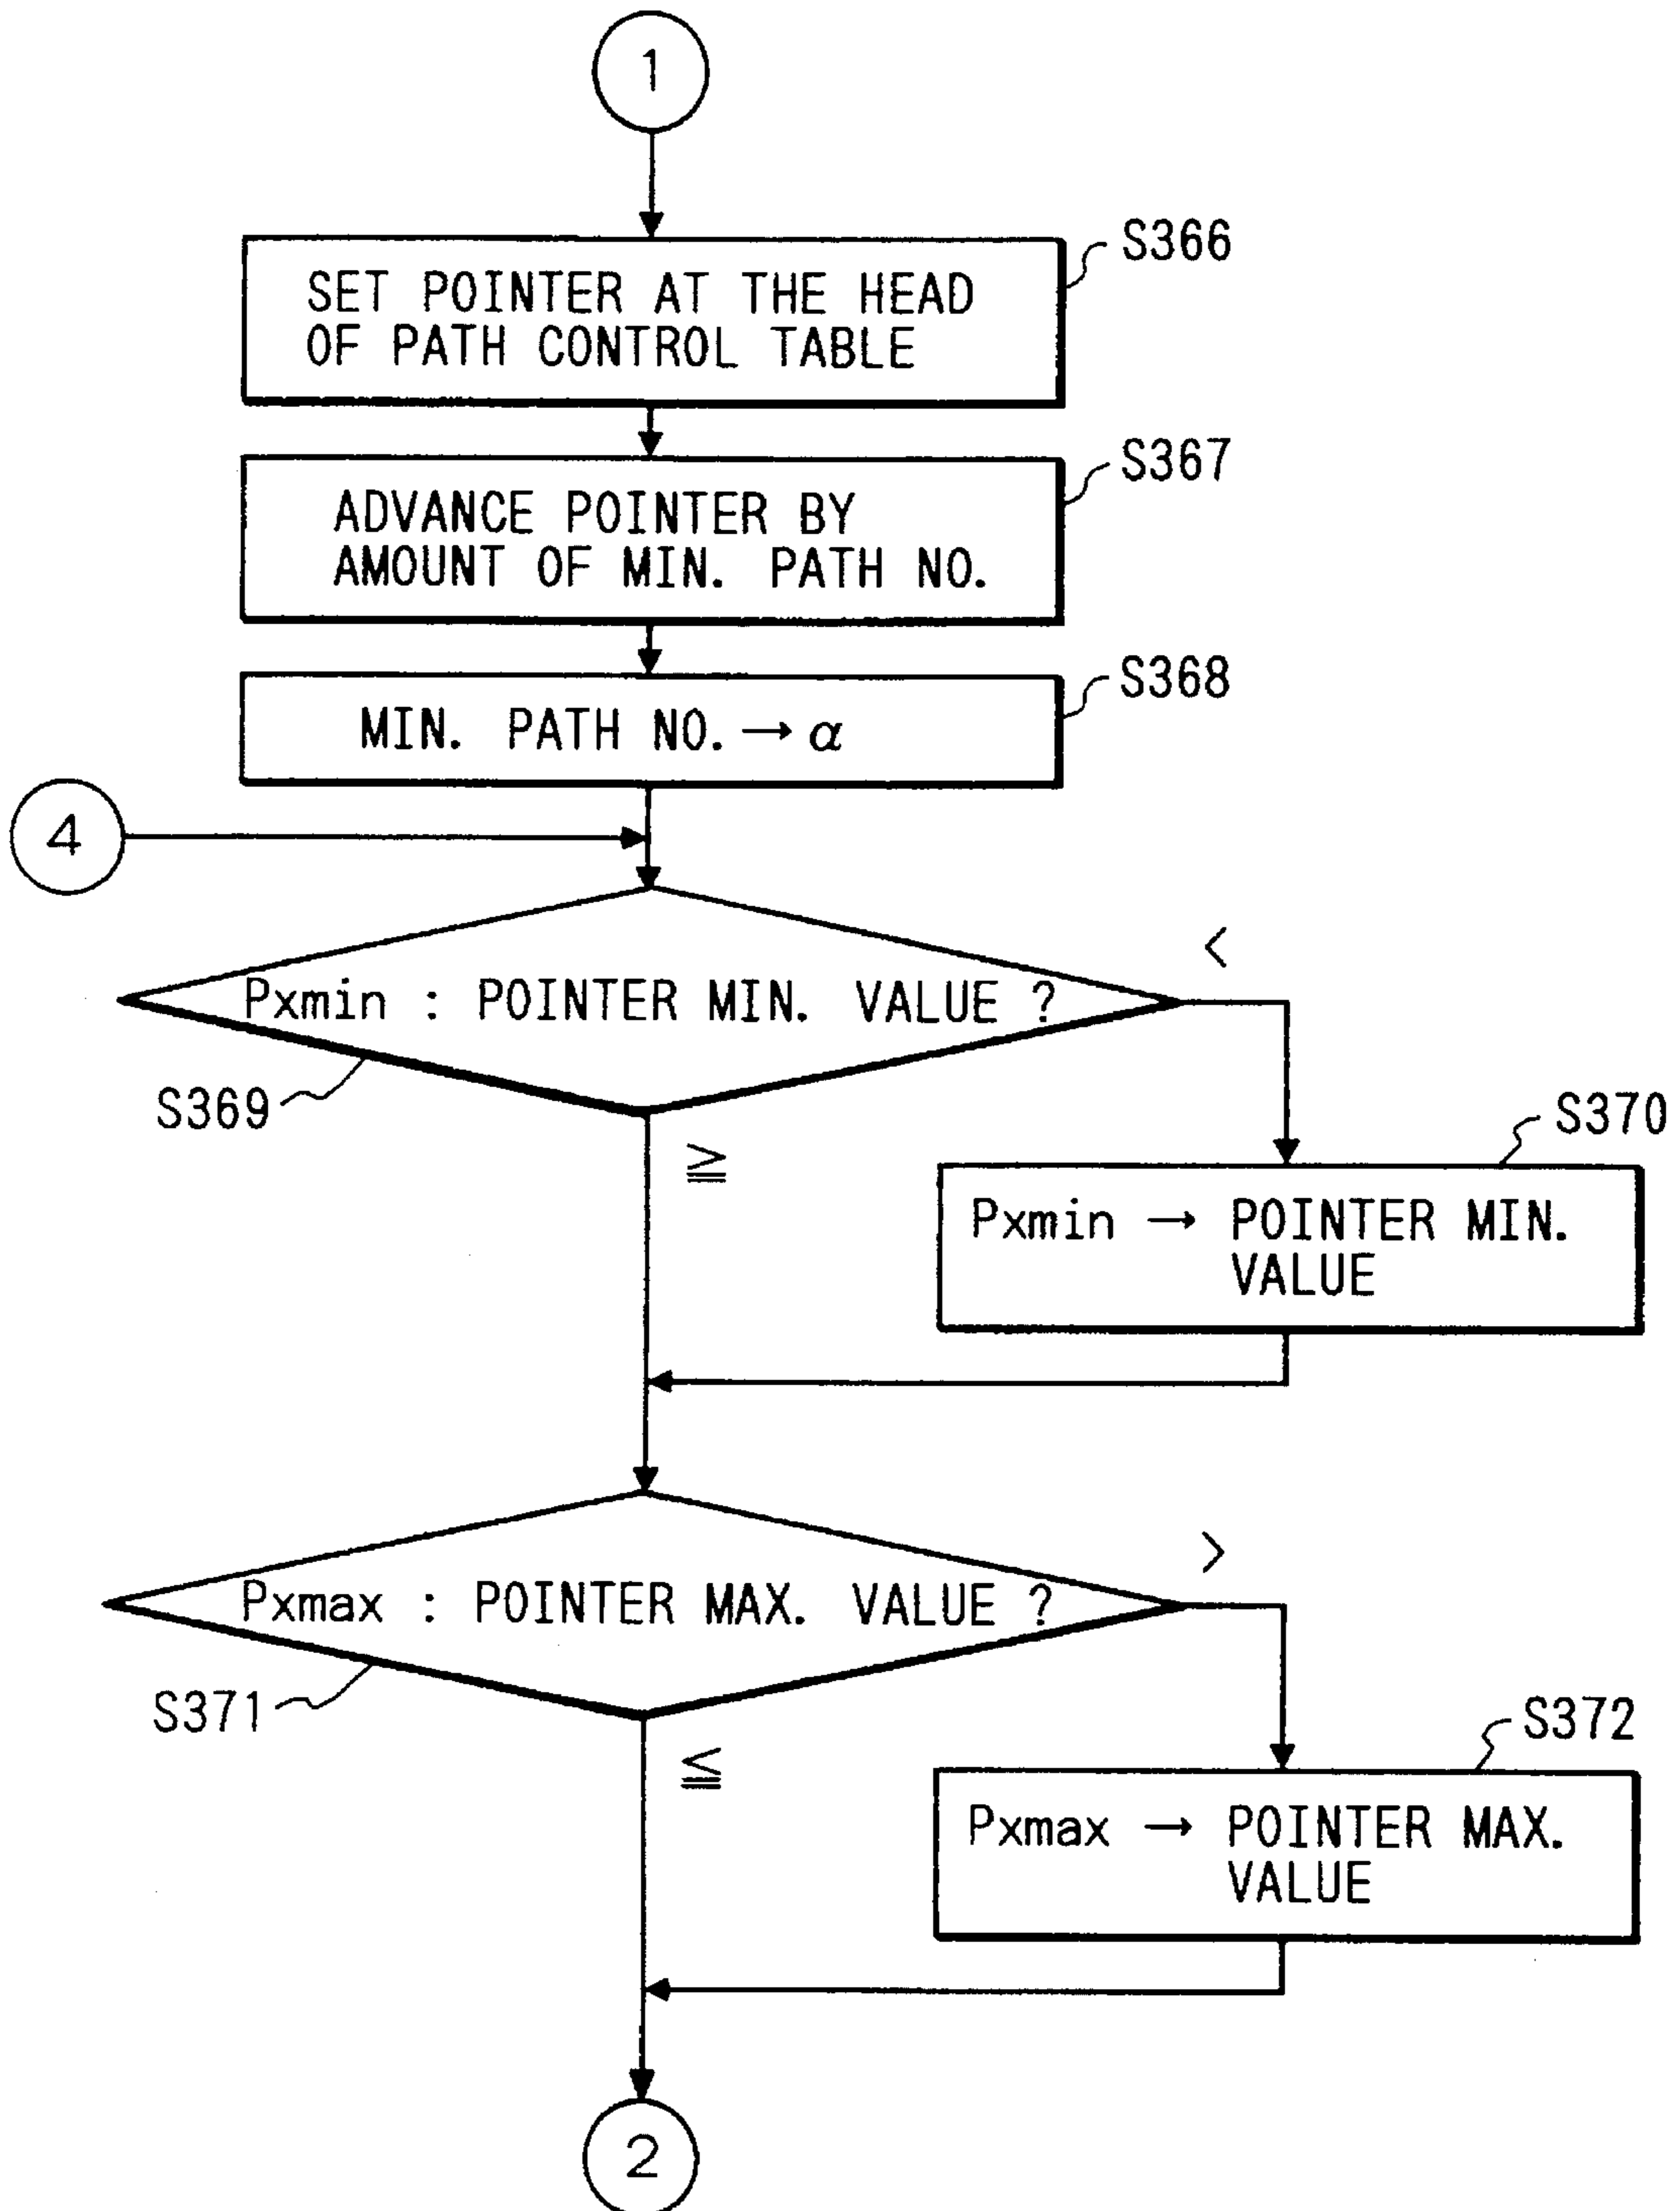 1
S366
SET POINTER AT THE HEAD
OF PATH CONTROL TABLE
S367
ADVANCE POINTER BY
AMOUNT OF MIN. PATH NO.
S368
MIN. PATH NO. → α
4
<
Pxmin : POINTER MIN. VALUE ?
S369
≧
S370
Pxmin → POINTER MIN.
VALUE
>
Pxmax : POINTER MAX. VALUE ?
S371
≦
S372
Pxmax → POINTER MAX.
VALUE
2